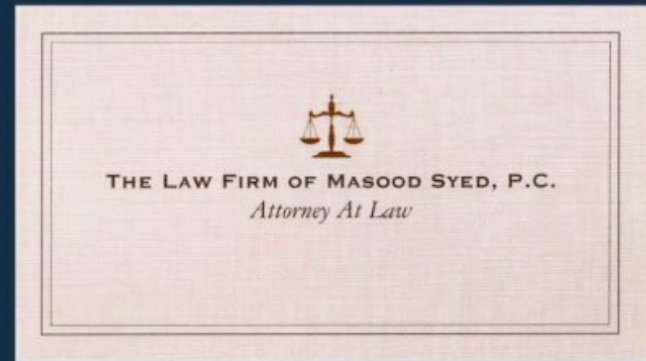 THE LAW FIRM OF MASOOD SYED, P.C.
Attorney At Law